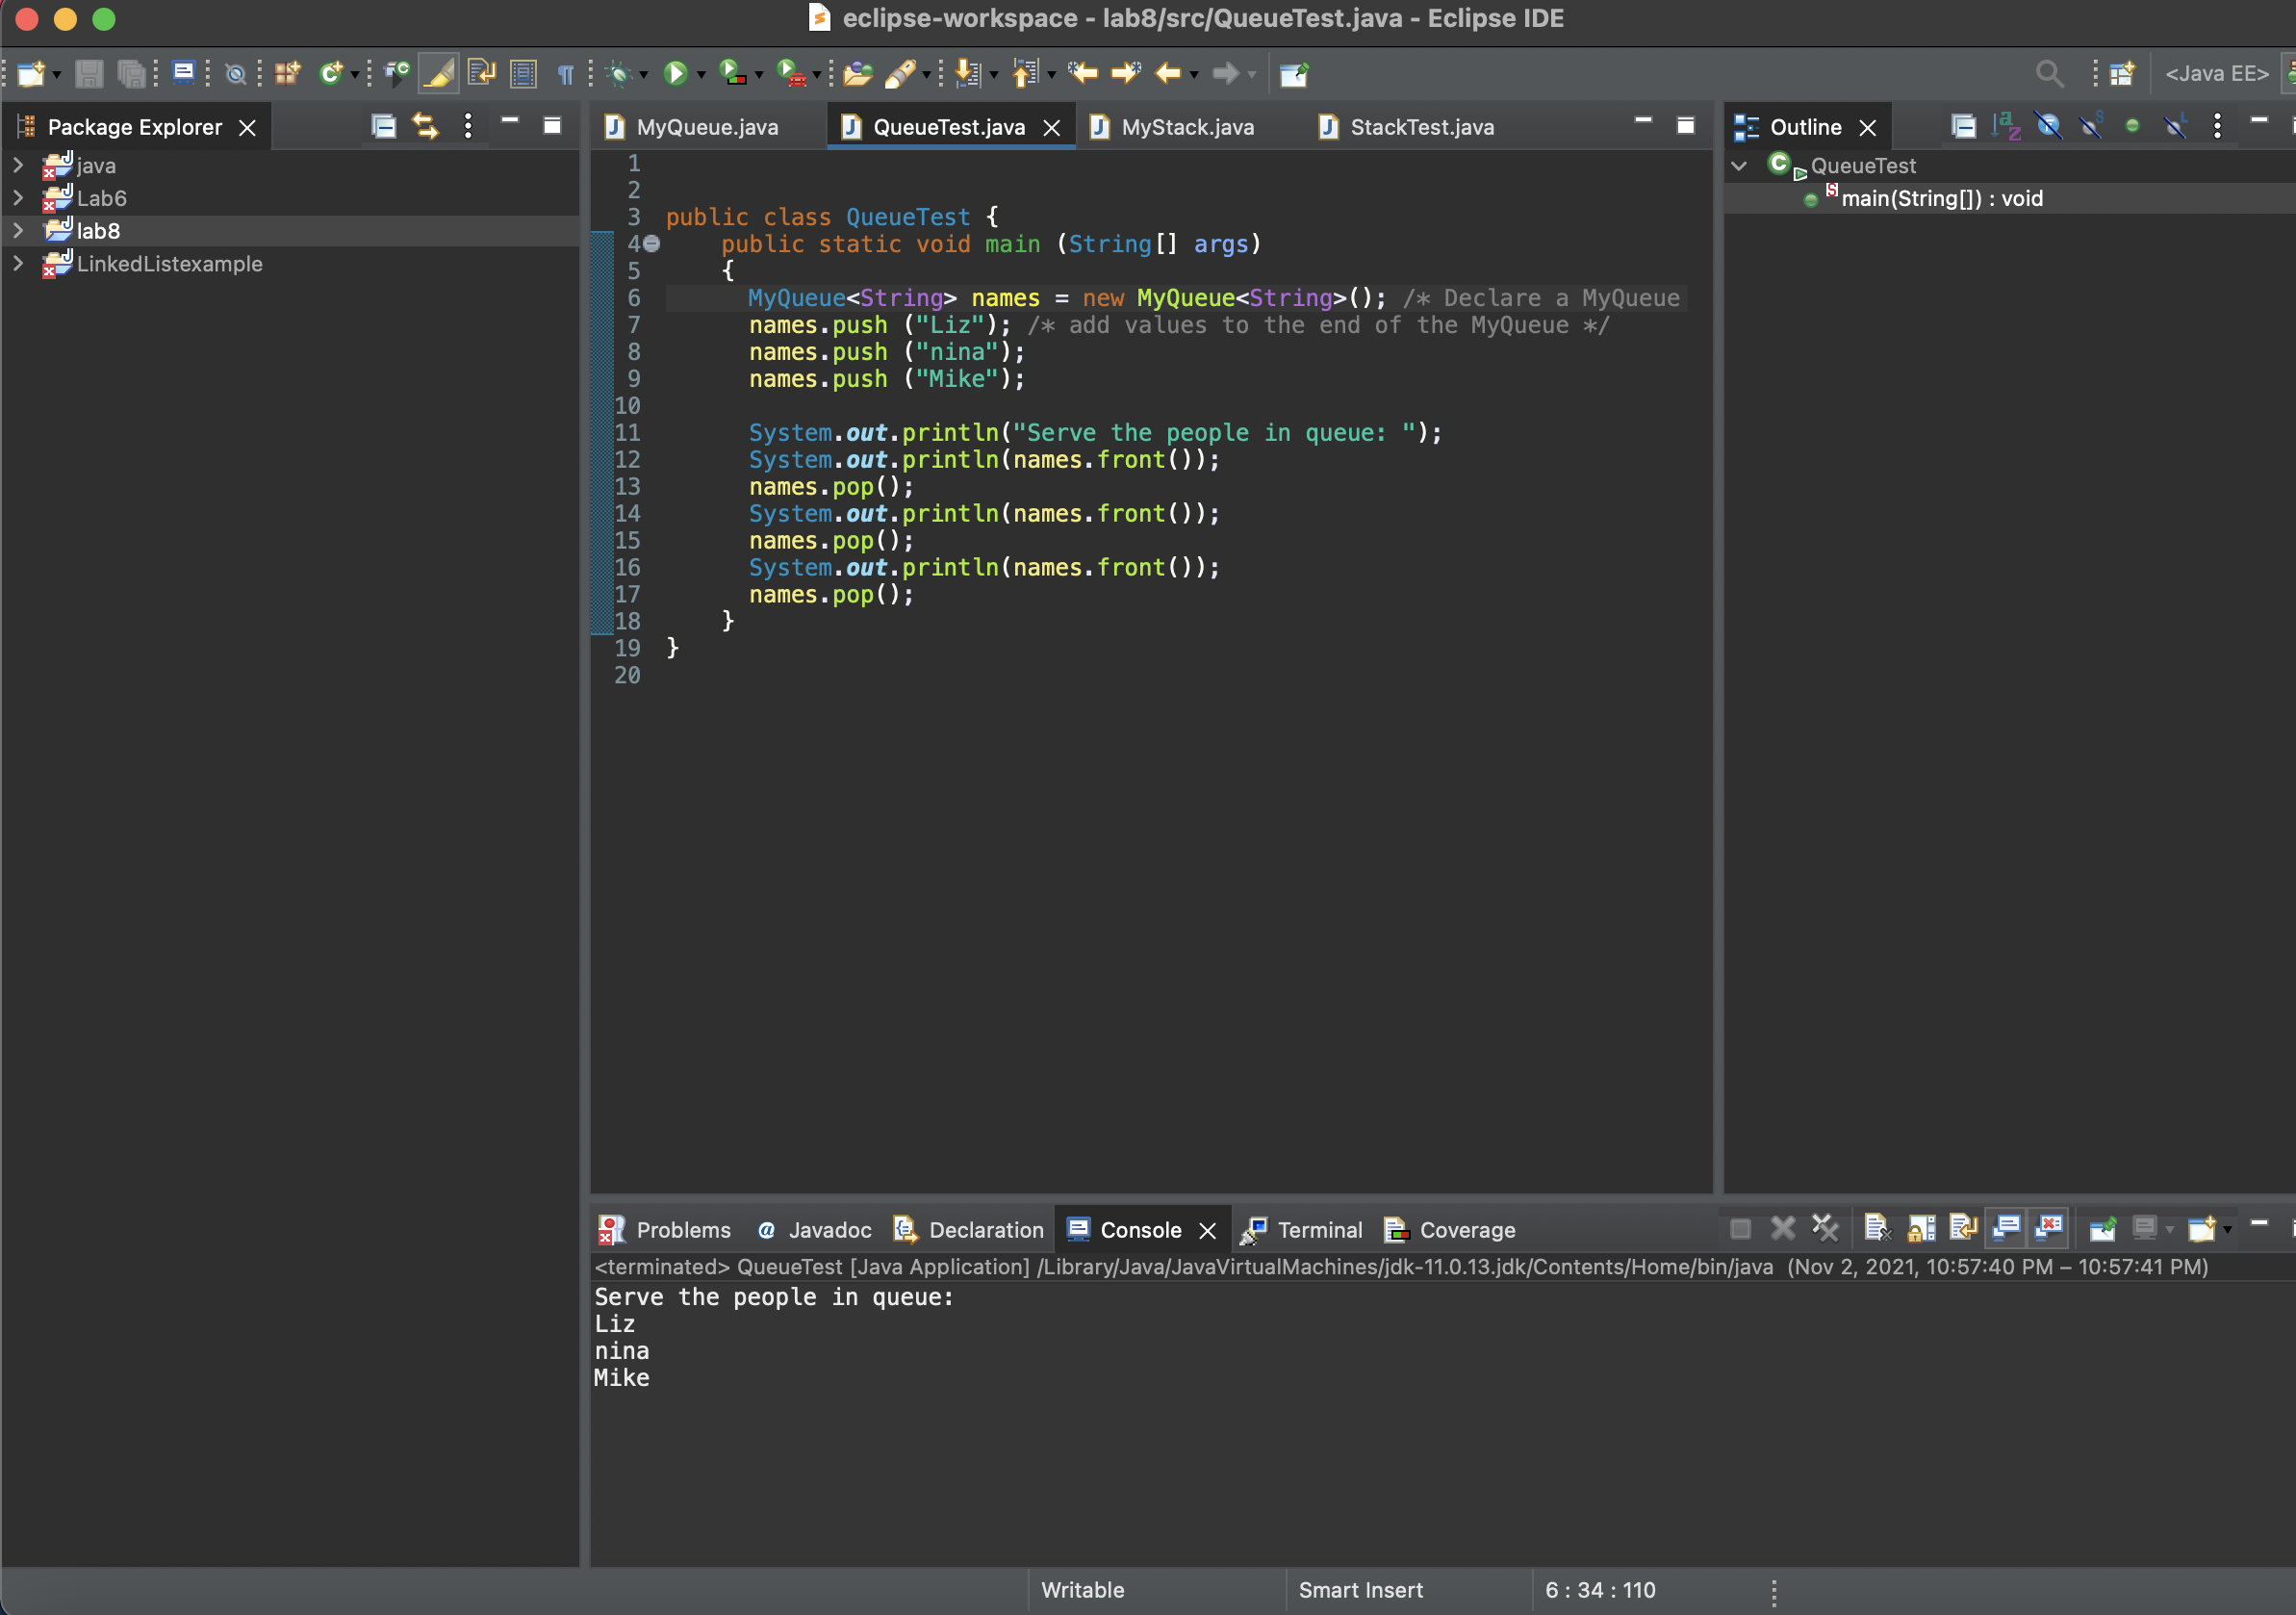 eclipse-workspace - lab8/src/QueueTest.java - Eclipse IDE
<Java EE>
Package Explorer
java
Lab6
lab8
LinkedListexample
MyQueue.java
QueueTest.java
MyStack.java
StackTest.java
1
2
3 public class QueueTest {
4 public static void main (String[] args)
5 {
6 MyQueue<String> names = new MyQueue<String>(); /* Declare a MyQueue
7 names.push ("Liz"); /* add values to the end of the MyQueue */
8 names.push ("nina");
9 names.push ("Mike");
10
11 System.out.println("Serve the people in queue: ");
12 System.out.println(names.front());
13 names.pop();
14 System.out.println(names.front());
15 names.pop();
16 System.out.println(names.front());
17 names.pop();
18 }
19 }
20
Outline
QueueTest
main(String[]) : void
Problems
Javadoc
Declaration
Console
Terminal
Coverage
<terminated> QueueTest [Java Application] /Library/Java/JavaVirtualMachines/jdk-11.0.13.jdk/Contents/Home/bin/java (Nov 2, 2021, 10:57:40 PM – 10:57:41 PM)
Serve the people in queue:
Liz
nina
Mike
Writable
Smart Insert
6 : 34 : 110